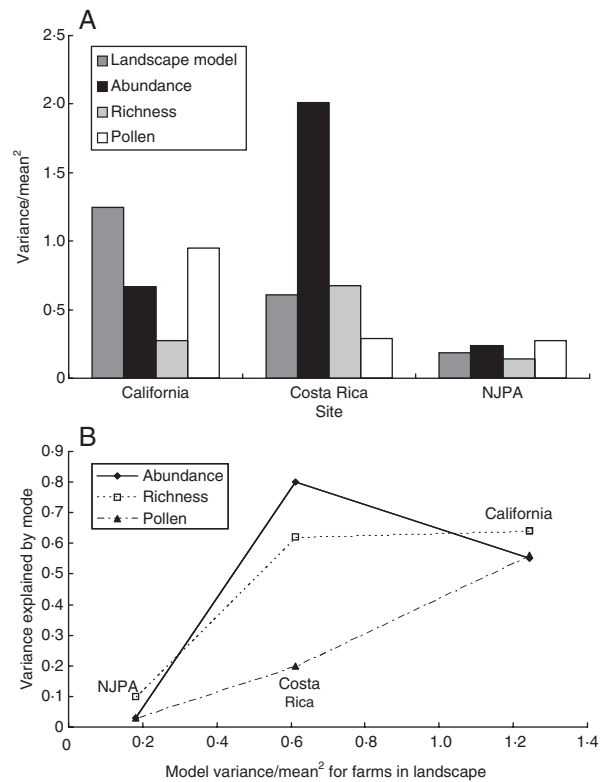 A
2·5
2·0
1·5
1·0
0·5
0
Variance/mean²
Landscape model
Abundance
Richness
Pollen
California
Costa Rica
NJPA
Site
B
0·9
0·8
0·7
0·6
0·5
0·4
0·3
0·2
0·1
0·0
Variance explained by mode
Abundance
Richness
Pollen
NJPA
Costa
Rica
California
0
0·2
0·4
0·6
0·8
1·0
1·2
1·4
Model variance/mean² for farms in landscape